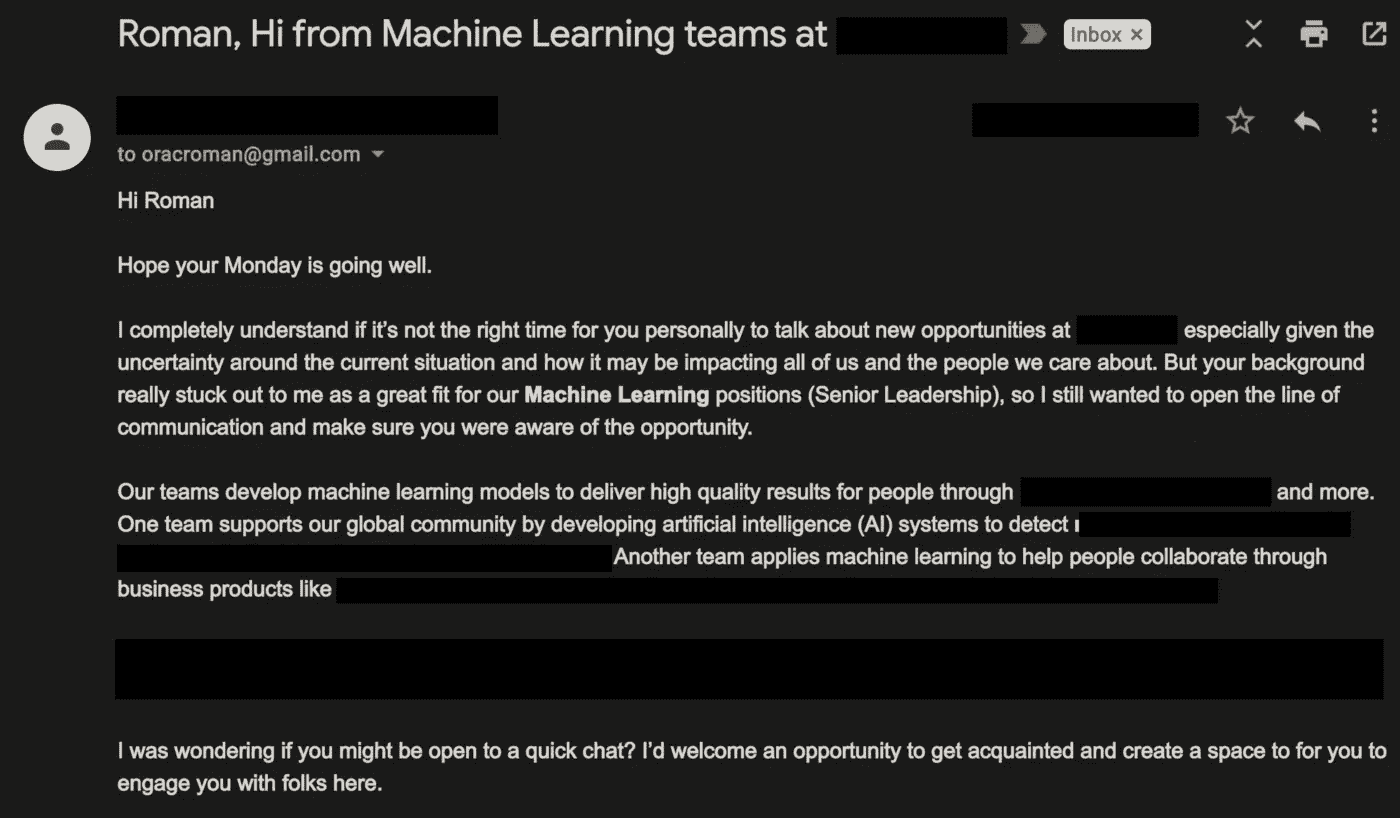 Roman, Hi from Machine Learning teams at
Inbox ×
to oracroman@gmail.com
Hi Roman
Hope your Monday is going well.
I completely understand if it's not the right time for you personally to talk about new opportunities at especially given the
uncertainty around the current situation and how it may be impacting all of us and the people we care about. But your background
really stuck out to me as a great fit for our Machine Learning positions (Senior Leadership), so I still wanted to open the line of
communication and make sure you were aware of the opportunity.
Our teams develop machine learning models to deliver high quality results for people through and more.
One team supports our global community by developing artificial intelligence (AI) systems to detect
Another team applies machine learning to help people collaborate through
business products like
I was wondering if you might be open to a quick chat? I'd welcome an opportunity to get acquainted and create a space to for you to
engage you with folks here.